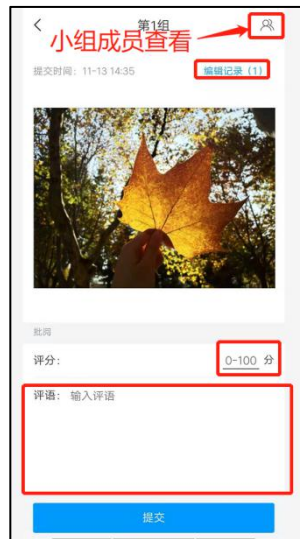 第1组
小组成员查看
提交时间: 11-13 14:35 编辑记录 (1)
批阅
评分: 0-100 分
评语: 输入评语
提交